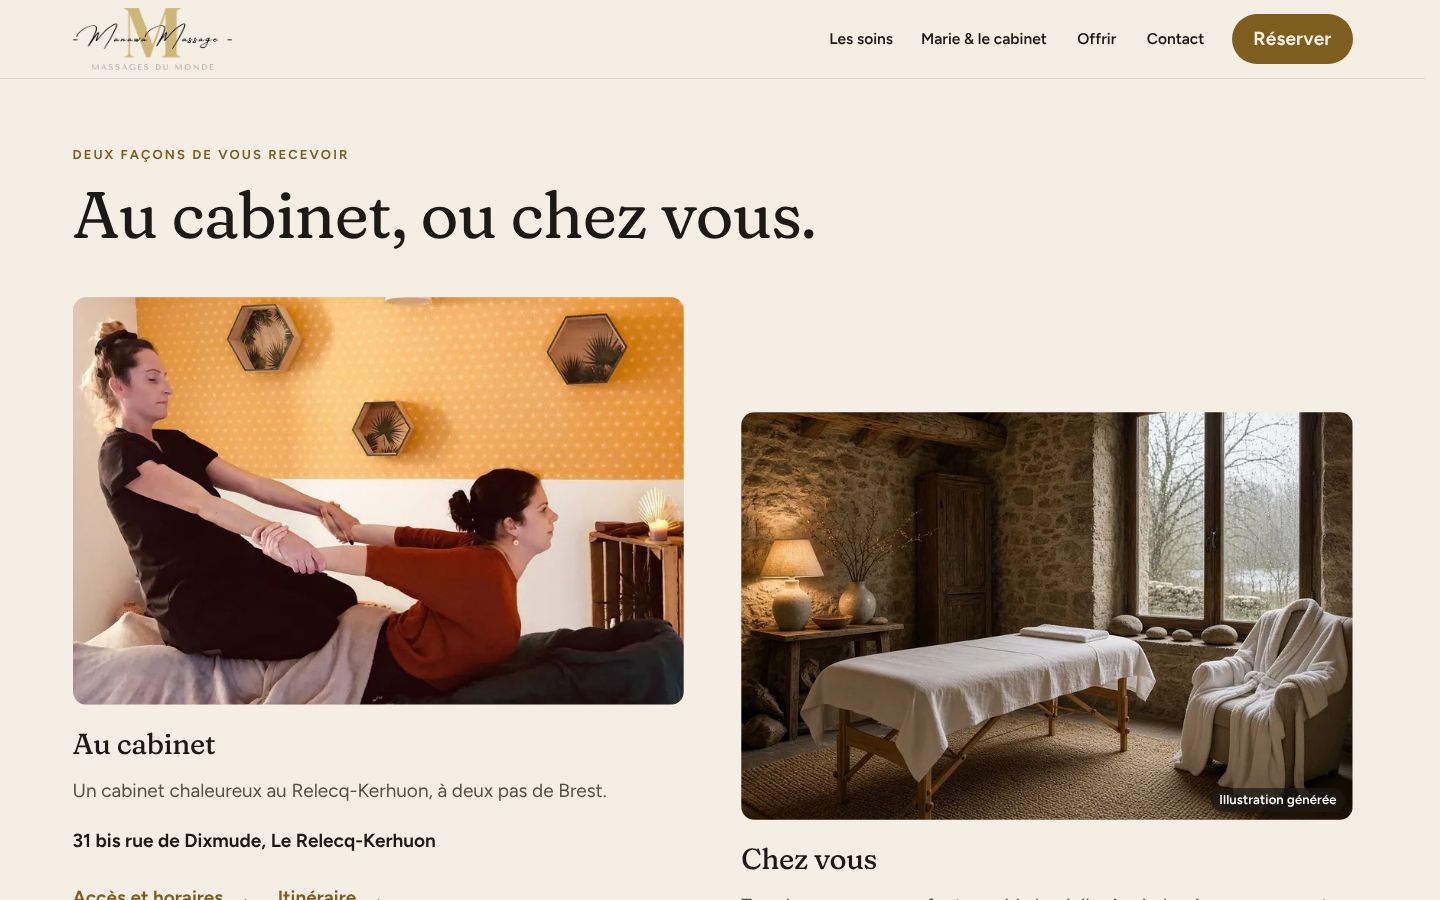 Manawa Massage
M
MASSAGES DU MONDE
Les soins
Marie & le cabinet
Offrir
Contact
Réserver
DEUX FAÇONS DE VOUS RECEVOIR
Au cabinet, ou chez vous.
Illustration générée
Au cabinet
Un cabinet chaleureux au Relecq-Kerhuon, à deux pas de Brest.
31 bis rue de Dixmude, Le Relecq-Kerhuon
Accès et horaires
Itinéraire
Chez vous